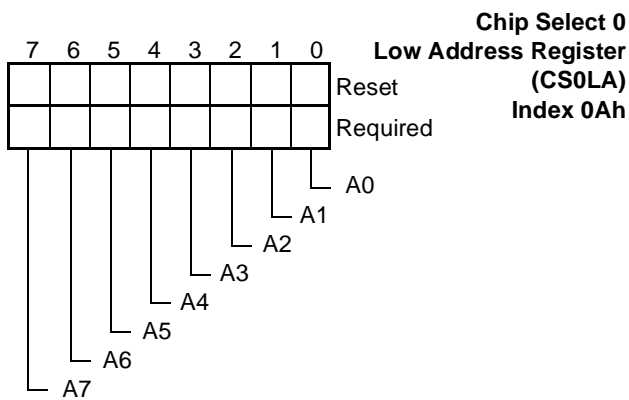 Chip Select 0
Low Address Register
(CS0LA)
Index 0Ah
7 6 5 4 3 2 1 0
Reset
Required
A0
A1
A2
A3
A4
A5
A6
A7